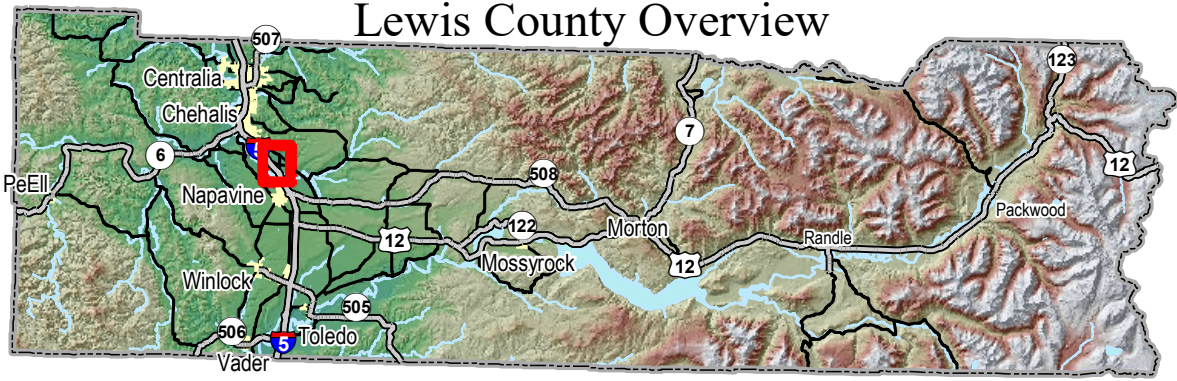 Lewis County Overview
507
123
Centralia
Chehalis
7
5
6
12
508
PeEll
Napavine
Packwood
122
Morton
12
Randle
Mossyrock
12
Winlock
505
506
Toledo
5
Vader